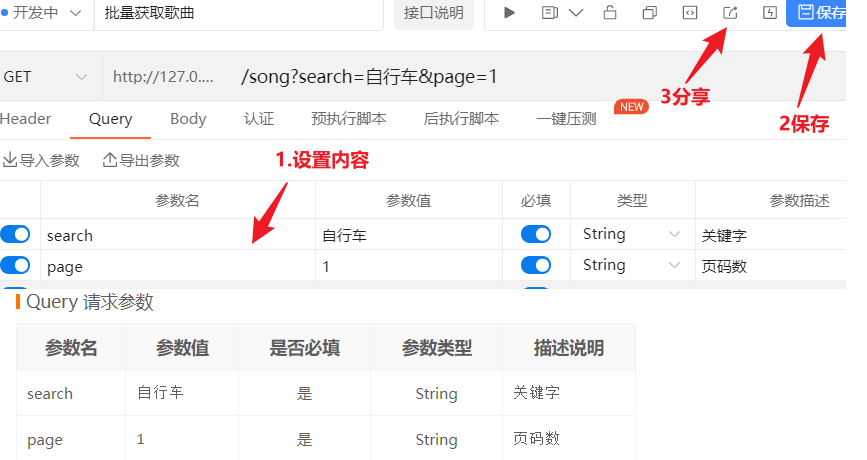 开发中 批量获取歌曲 接口说明 保存
GET http://127.0.... /song?search=自行车&page=1 3分享 2保存
Header Query Body 认证 预执行脚本 后执行脚本 一键压测 NEW
导入参数 导出参数 1.设置内容
参数名 参数值 必填 类型 参数描述
search 自行车 String 关键字
page 1 String 页码数
Query 请求参数
参数名 参数值 是否必填 参数类型 描述说明
search 自行车 是 String 关键字
page 1 是 String 页码数